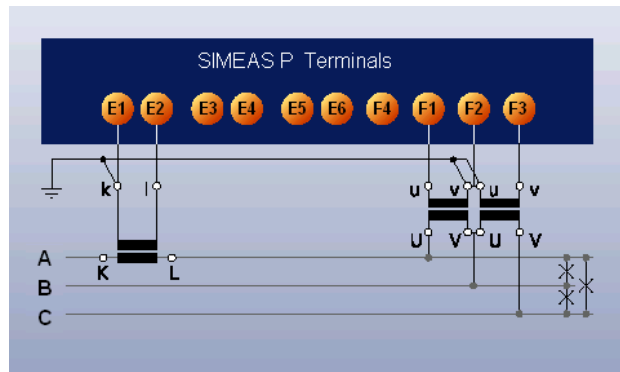 SIMEAS P Terminals
E1 E2 E3 E4 E5 E6 F4 F1 F2 F3
k l u v u v
U V U V
A
K L
B
C